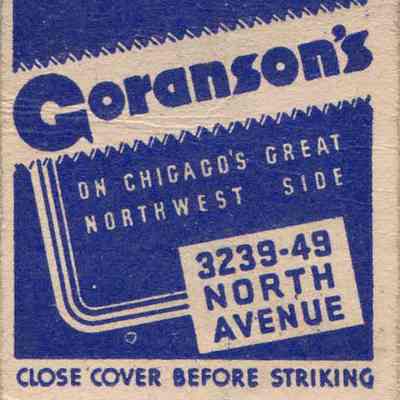 Goranson's
ON CHICAGO'S GREAT
NORTHWEST SIDE
3239-49
NORTH
AVENUE
CLOSE COVER BEFORE STRIKING